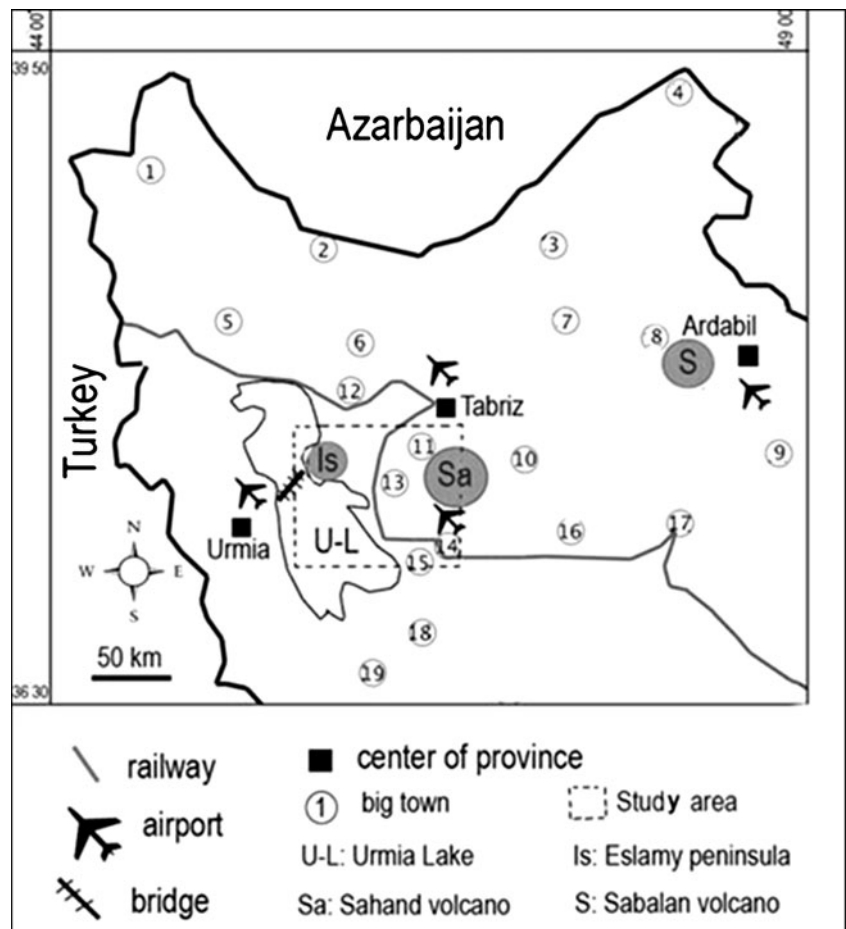 44 00'
49 00'
39 50
Azarbaijan
4
1
2
3
5
7
6
8
Ardabil
S
Turkey
12
Tabriz
11
Is
10
9
Sa
13
Urmia
U-L
14
16
17
15
N
W E
S
18
50 km
19
36 30
railway
center of province
airport
1 big town
Study area
U-L: Urmia Lake
Is: Eslamy peninsula
bridge
Sa: Sahand volcano
S: Sabalan volcano